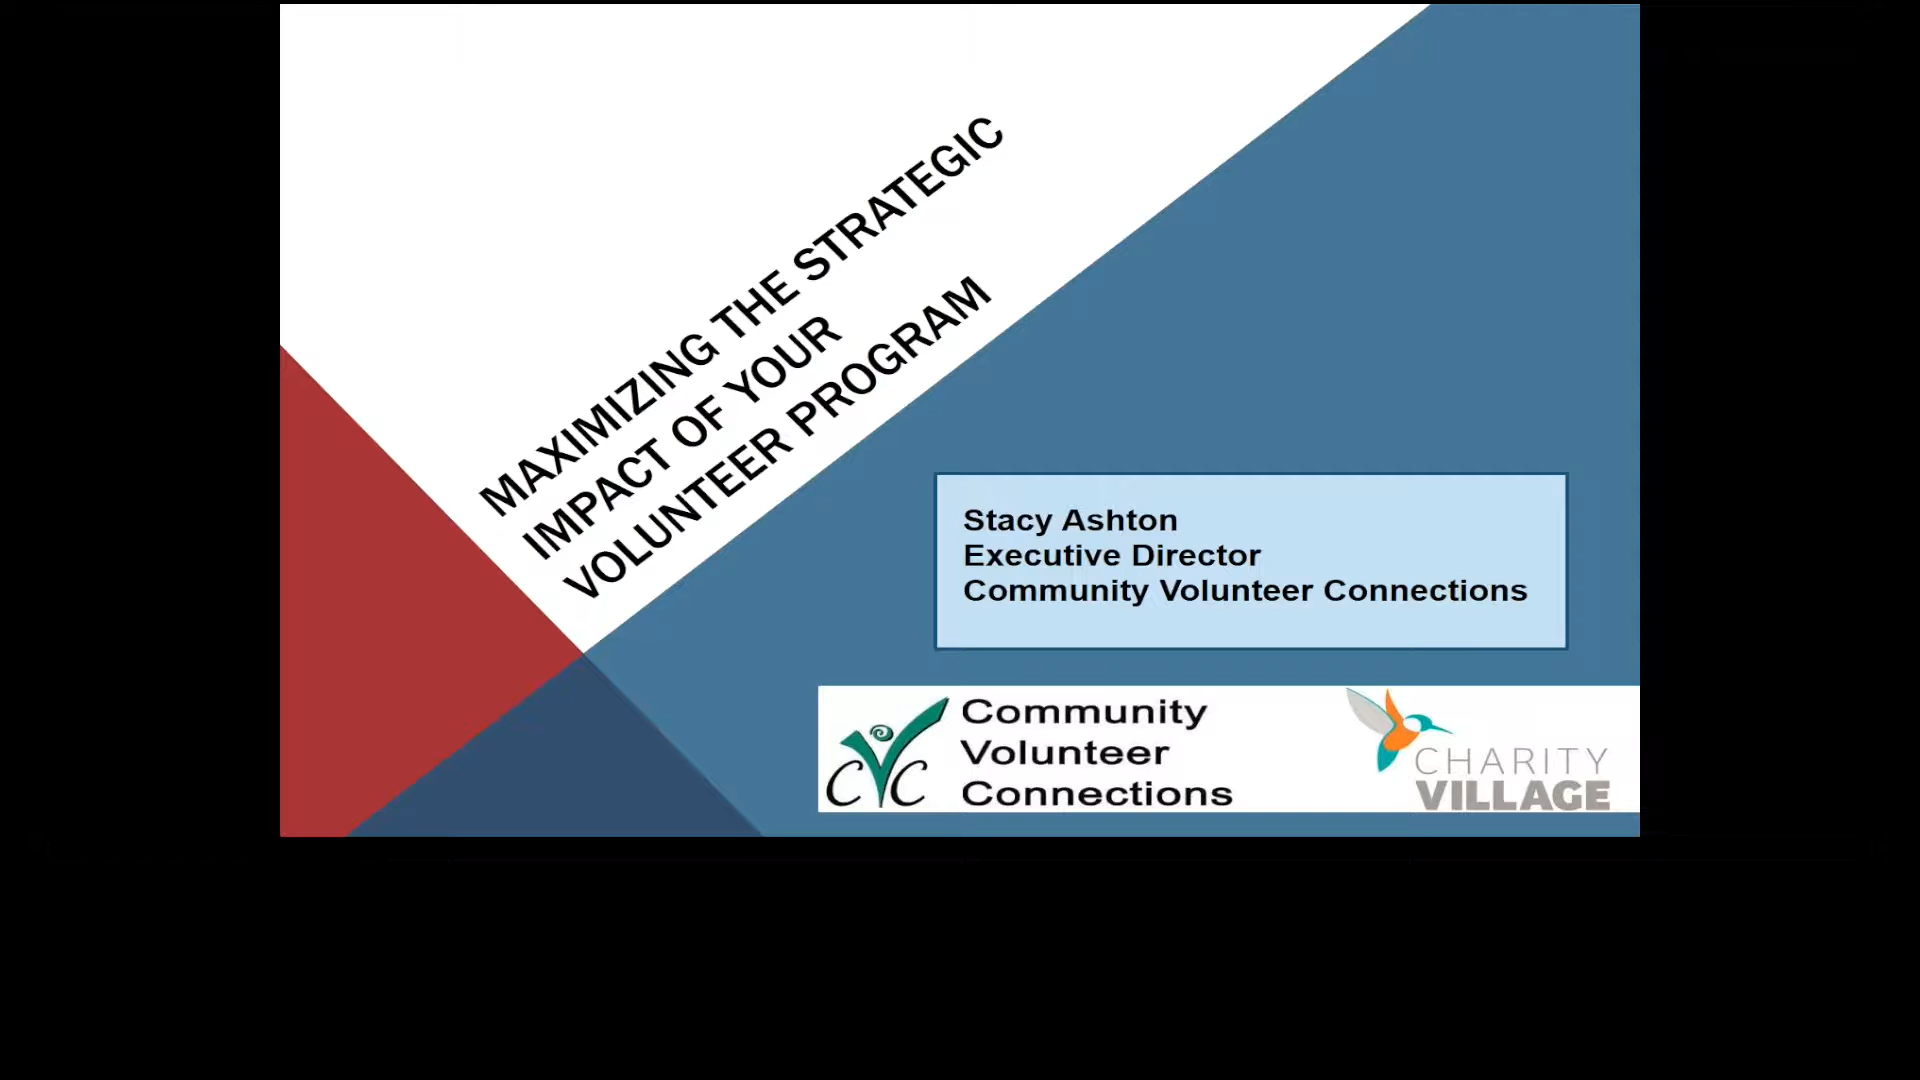 MAXIMIZING THE STRATEGIC
IMPACT OF YOUR
VOLUNTEER PROGRAM
Stacy Ashton
Executive Director
Community Volunteer Connections
CVC
Community
Volunteer
Connections
CHARITY
VILLAGE